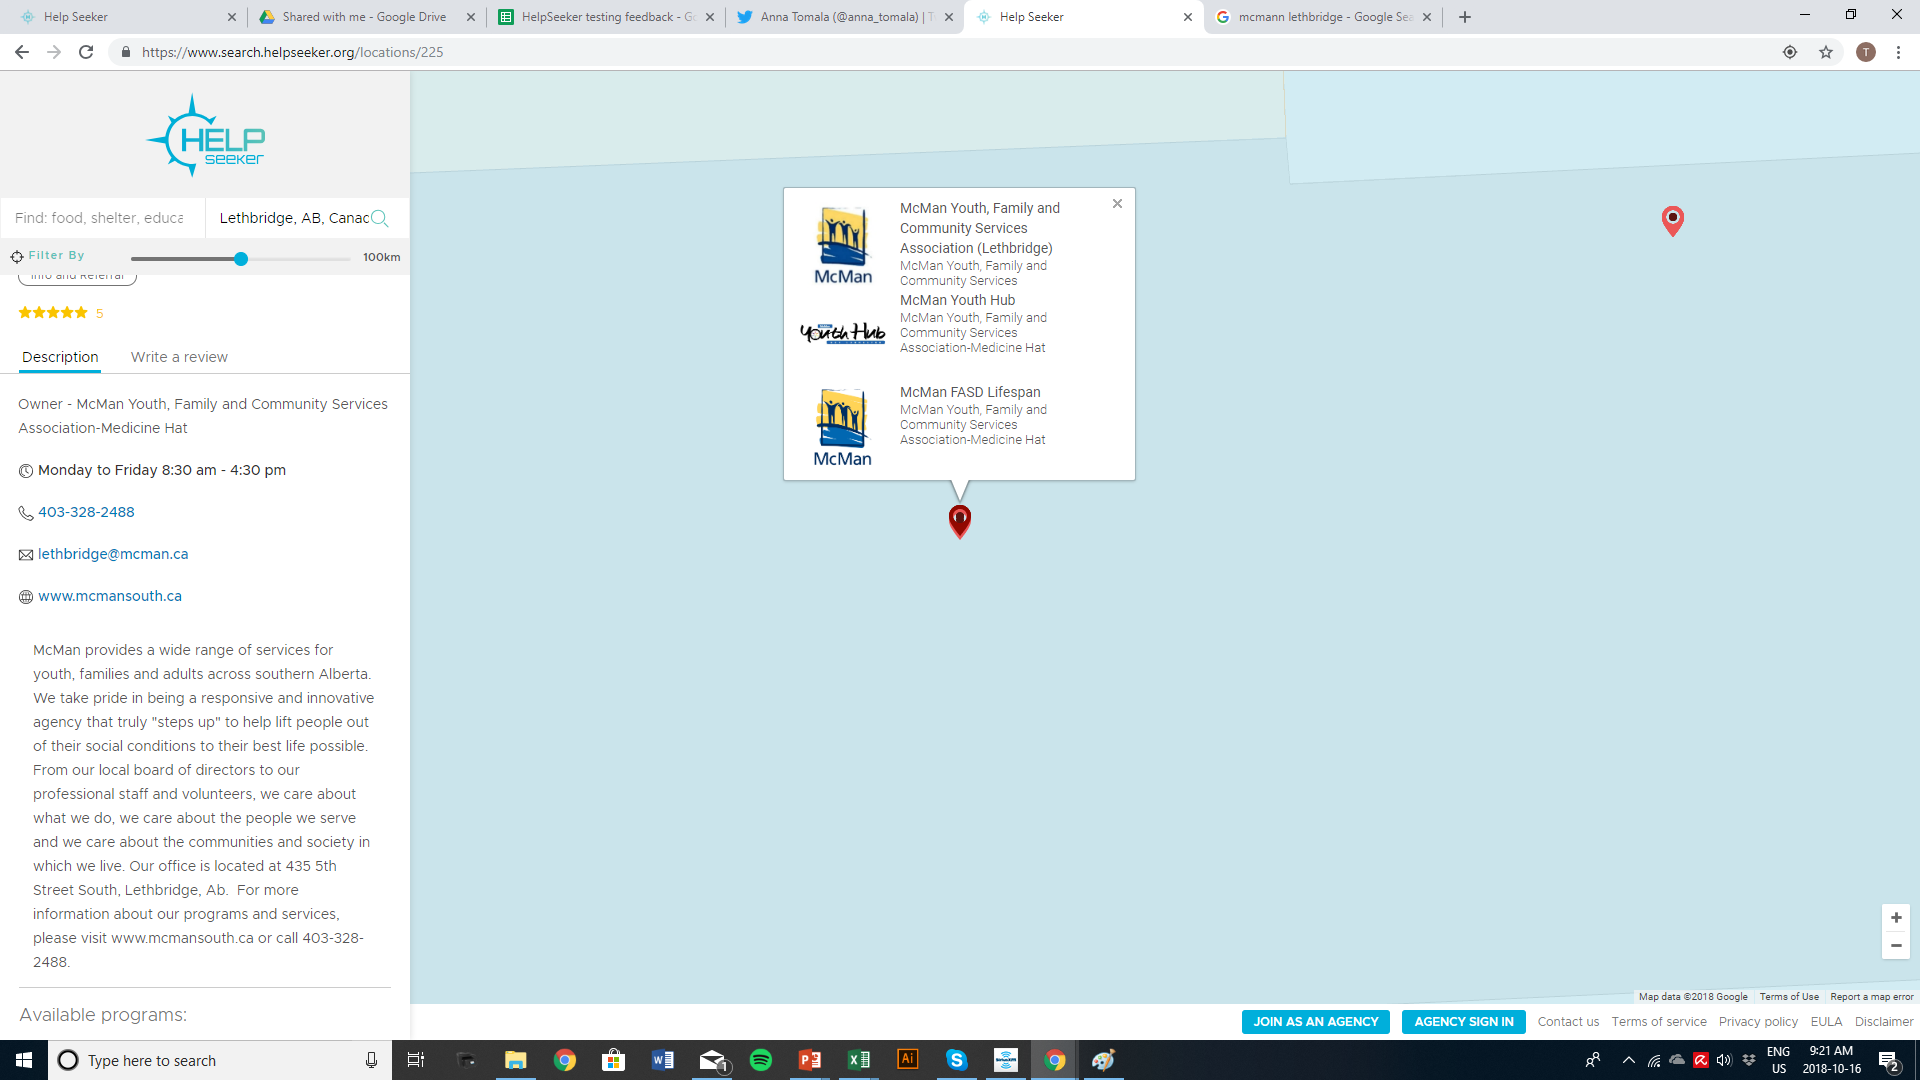 Help Seeker
Shared with me - Google Drive
HelpSeeker testing feedback - Go
Anna Tomala (@anna_tomala) | T
Help Seeker
mcmann lethbridge - Google Sea
https://www.search.helpseeker.org/locations/225
T
HELP
seeker
Find: food, shelter, educa
Lethbridge, AB, Canac
Filter By
100km
Info and Referral
5
Description
Write a review
Owner - McMan Youth, Family and Community Services
Association-Medicine Hat
Monday to Friday 8:30 am - 4:30 pm
403-328-2488
lethbridge@mcman.ca
www.mcmansouth.ca
McMan provides a wide range of services for
youth, families and adults across southern Alberta.
We take pride in being a responsive and innovative
agency that truly "steps up" to help lift people out
of their social conditions to their best life possible.
From our local board of directors to our
professional staff and volunteers, we care about
what we do, we care about the people we serve
and we care about the communities and society in
which we live. Our office is located at 435 5th
Street South, Lethbridge, Ab.  For more
information about our programs and services,
please visit www.mcmansouth.ca or call 403-328-
2488.
Available programs:
McMan
McMan Youth, Family and
Community Services
Association (Lethbridge)
McMan Youth, Family and
Community Services
Youth Hub
McMan Youth Hub
McMan Youth, Family and
Community Services
Association-Medicine Hat
McMan
McMan FASD Lifespan
McMan Youth, Family and
Community Services
Association-Medicine Hat
+
−
Map data ©2018 Google
Terms of Use
Report a map error
JOIN AS AN AGENCY
AGENCY SIGN IN
Contact us
Terms of service
Privacy policy
EULA
Disclaimer
Type here to search
1
Ai
ENG
US
9:21 AM
2018-10-16
2